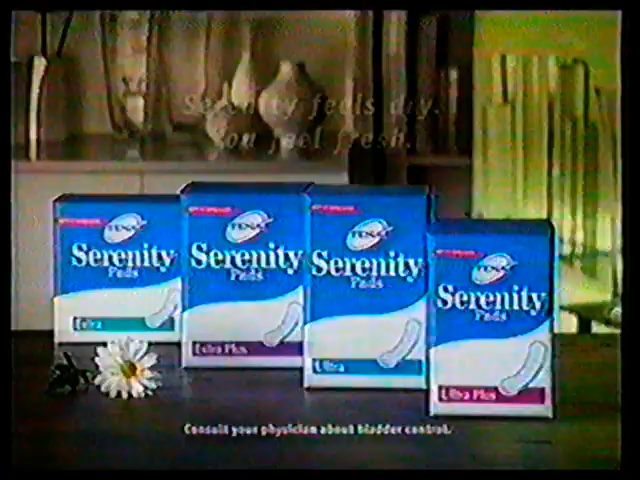 Serenity feels dry.
You feel fresh.
TENA
Serenity
Pads
Extra
TENA
Serenity
Pads
Extra Plus
TENA
Serenity
Pads
Ultra
TENA
Serenity
Pads
Ultra Plus
Consult your physician about bladder control.